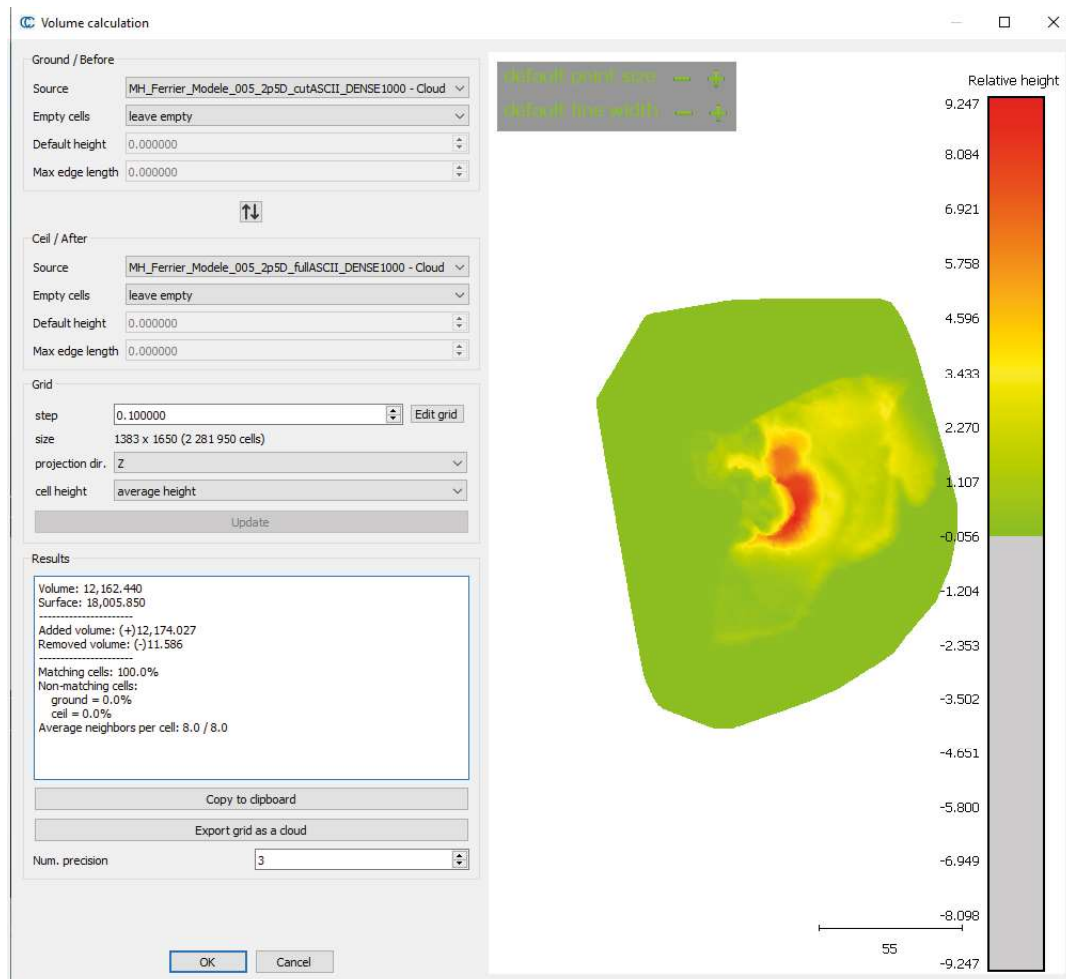 Volume calculation
Ground / Before
Source MH_Ferrier_Modele_005_2p5D_cutASCII_DENSE1000 - Cloud
Empty cells leave empty
Default height 0.000000
Max edge length 0.000000
Ceil / After
Source MH_Ferrier_Modele_005_2p5D_fullASCII_DENSE1000 - Cloud
Empty cells leave empty
Default height 0.000000
Max edge length 0.000000
Grid
step 0.100000 Edit grid
size 1383 x 1650 (2 281 950 cells)
projection dir. Z
cell height average height
Update
Results
Volume: 12,162.440
Surface: 18,005.850
----------------------
Added volume: (+)12,174.027
Removed volume: (-)11.586
----------------------
Matching cells: 100.0%
Non-matching cells:
ground = 0.0%
ceil = 0.0%
Average neighbors per cell: 8.0 / 8.0
Copy to clipboard
Export grid as a cloud
Num. precision 3
OK Cancel
default point size
default line width
Relative height
9.247
8.084
6.921
5.758
4.596
3.433
2.270
1.107
-0.056
-1.204
-2.353
-3.502
-4.651
-5.800
-6.949
-8.098
-9.247
55